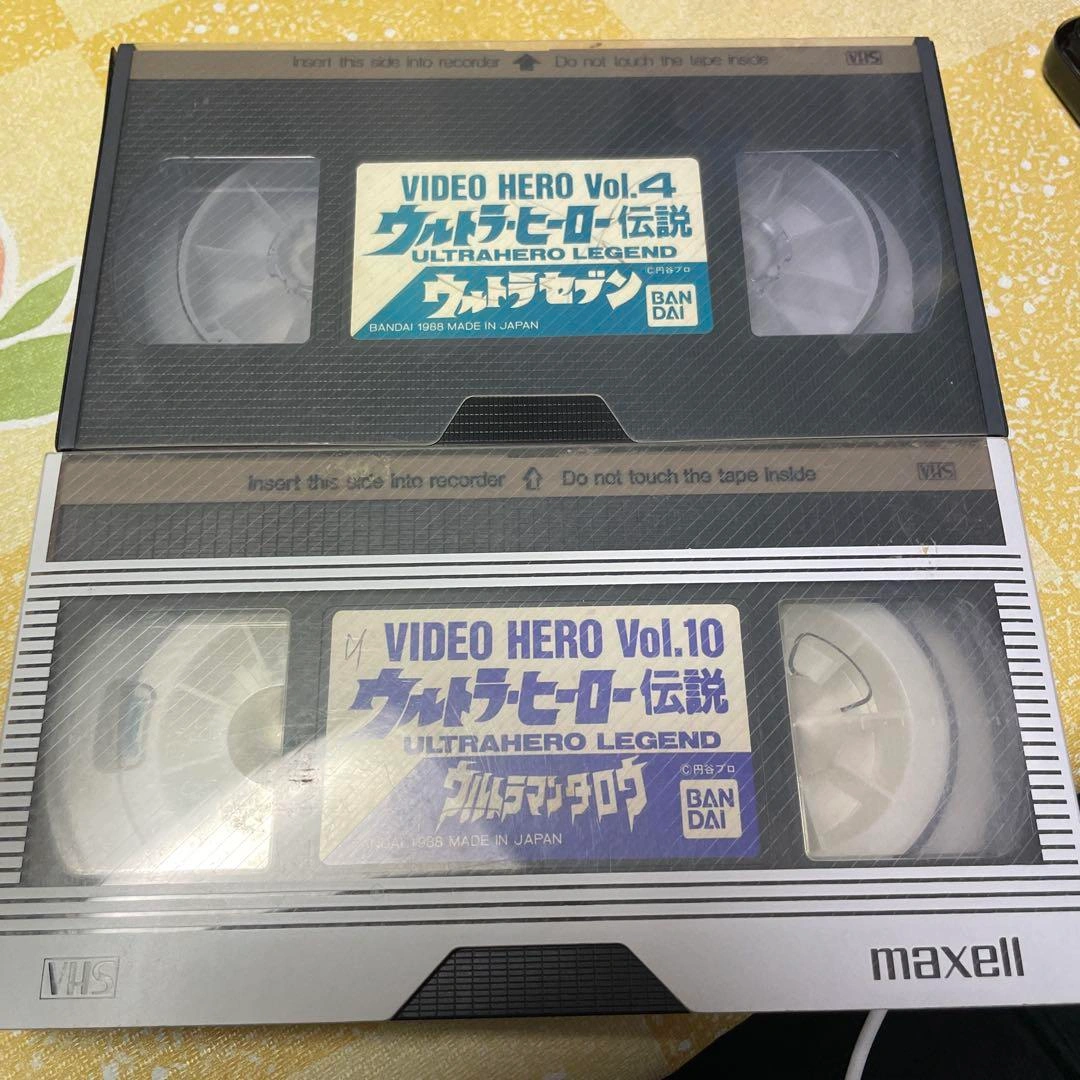 Insert this side into recorder Do not touch the tape inside VHS
VIDEO HERO Vol.4
ウルトラ・ヒーロー伝説
ULTRAHERO LEGEND
©円谷プロ
ウルトラセブン
BAN
DAI
BANDAI 1988 MADE IN JAPAN
Insert this side into recorder Do not touch the tape inside VHS
VIDEO HERO Vol.10
ウルトラ・ヒーロー伝説
ULTRAHERO LEGEND
©円谷プロ
ウルトラマンタロウ
BAN
DAI
BANDAI 1988 MADE IN JAPAN
VHS
maxell